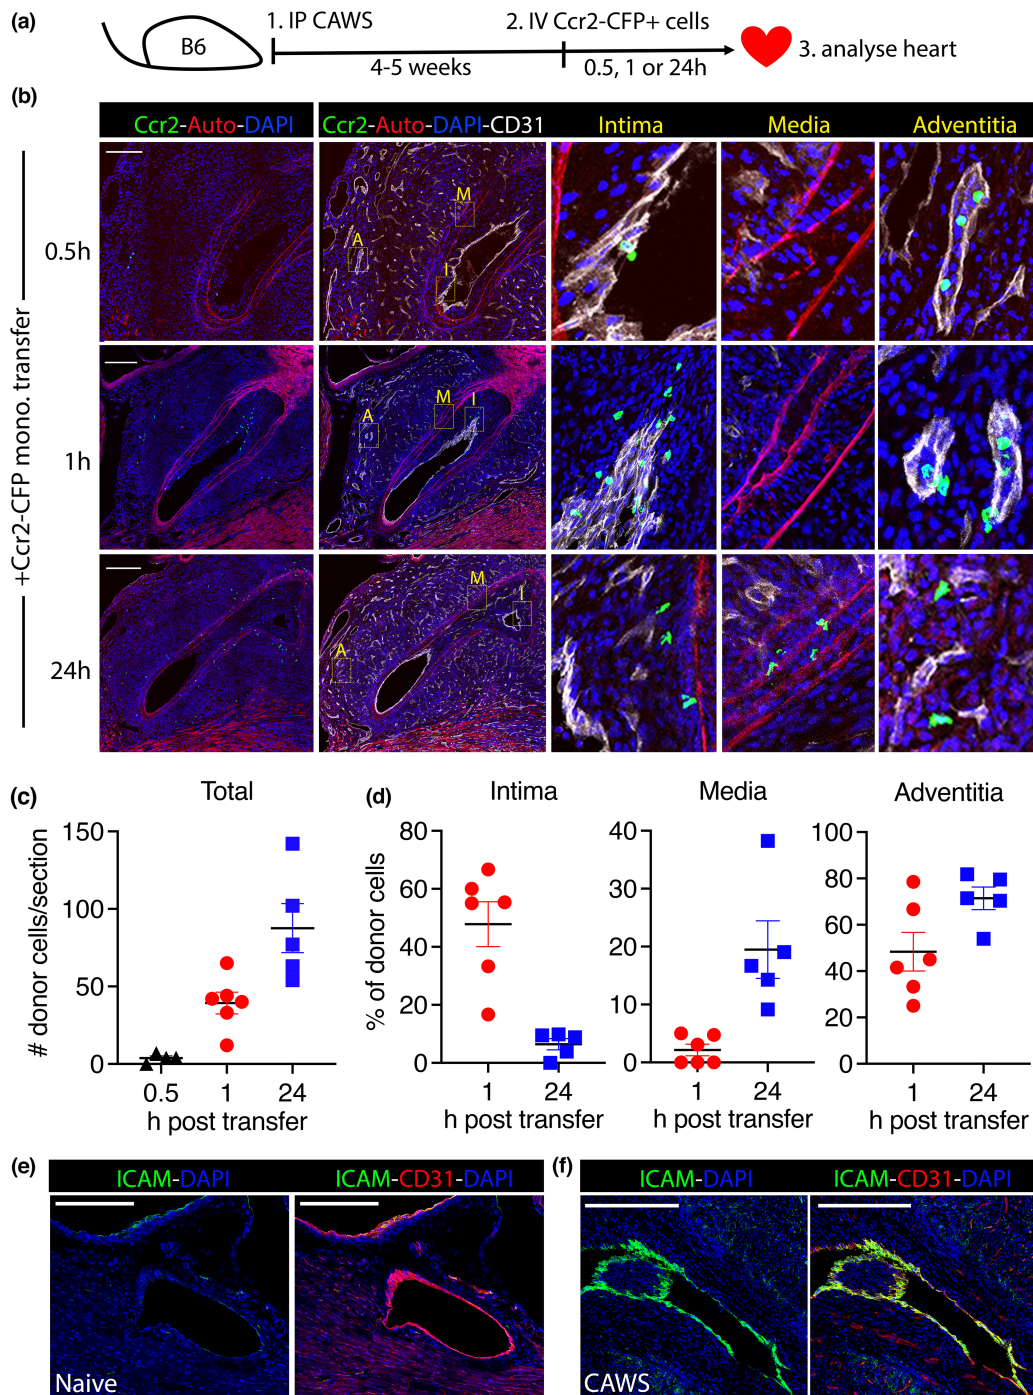 (a)
B6
1. IP CAWS
2. IV Ccr2-CFP+ cells
4-5 weeks
0.5, 1 or 24h
3. analyse heart
(b)
Ccr2-Auto-DAPI
Ccr2-Auto-DAPI-CD31
Intima
Media
Adventitia
+Ccr2-CFP mono. transfer
0.5h
M
A
I
1h
M
I
A
24h
M
I
A
(c)
Total
# donor cells/section
150
100
50
0
0.5
1
24
h post transfer
(d)
% of donor cells
Intima
80
60
40
20
0
1
24
h post transfer
Media
40
30
20
10
0
1
24
h post transfer
Adventitia
100
80
60
40
20
0
1
24
h post transfer
(e)
ICAM-DAPI
ICAM-CD31-DAPI
Naive
(f)
ICAM-DAPI
ICAM-CD31-DAPI
CAWS